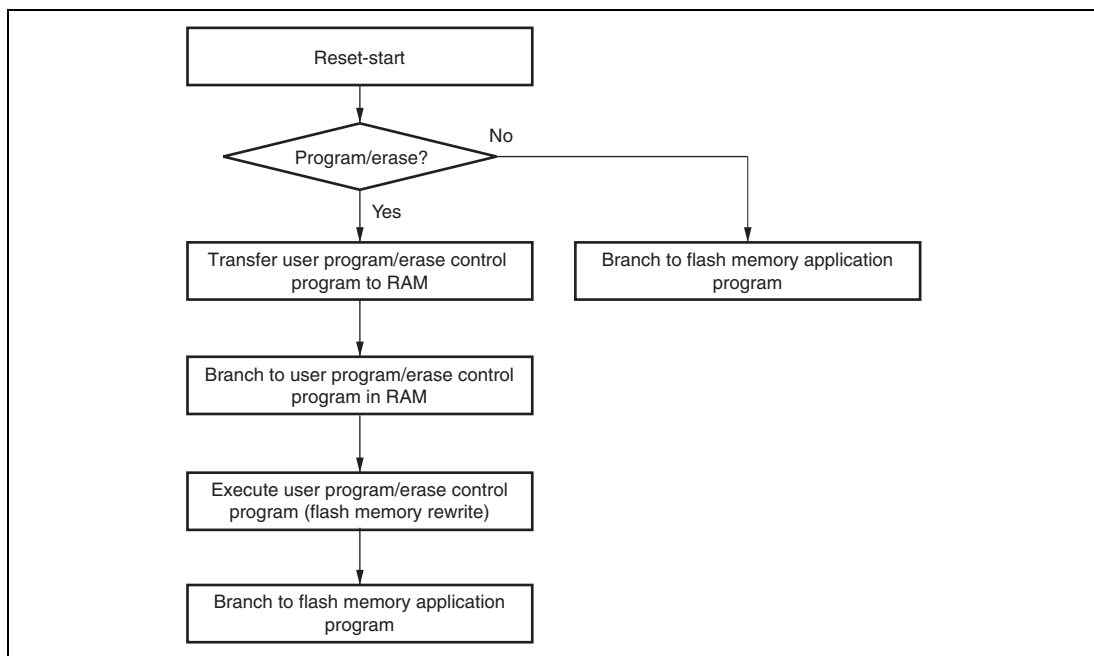 Reset-start
No
Program/erase?
Yes
Transfer user program/erase control
program to RAM
Branch to flash memory application
program
Branch to user program/erase control
program in RAM
Execute user program/erase control
program (flash memory rewrite)
Branch to flash memory application
program